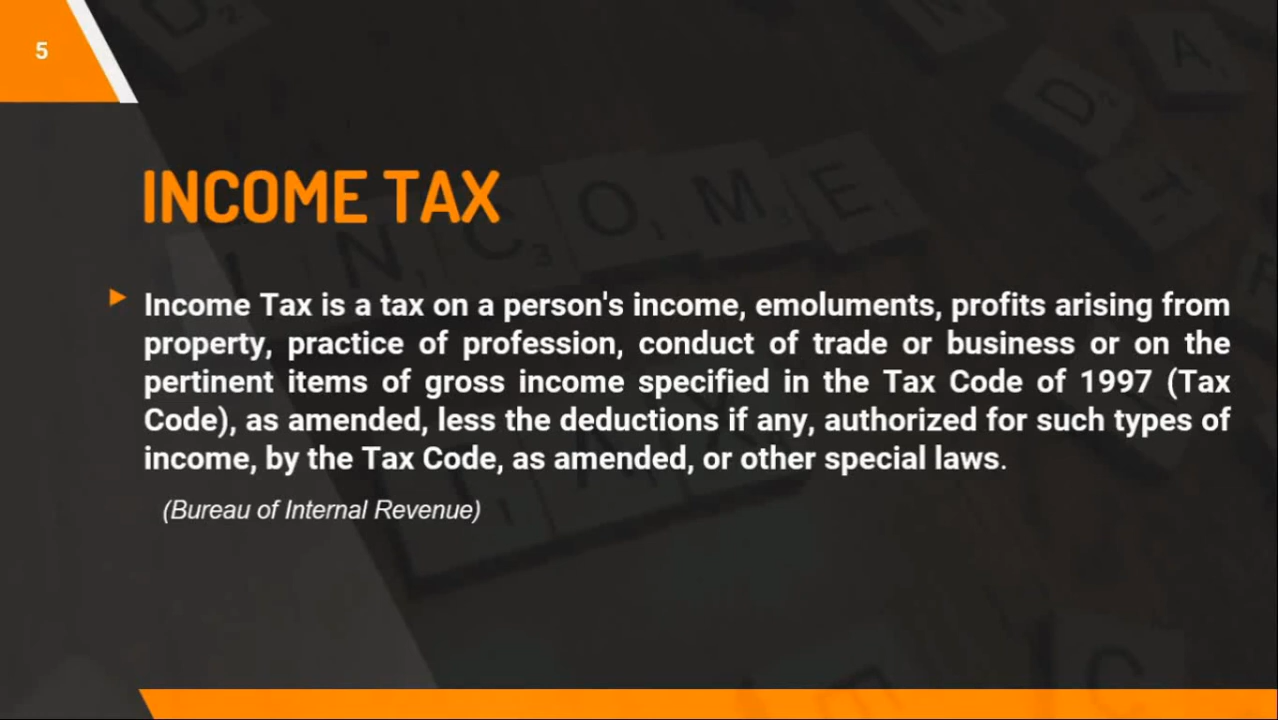 5
INCOME TAX
Income Tax is a tax on a person's income, emoluments, profits arising from
property, practice of profession, conduct of trade or business or on the
pertinent items of gross income specified in the Tax Code of 1997 (Tax
Code), as amended, less the deductions if any, authorized for such types of
income, by the Tax Code, as amended, or other special laws.
(Bureau of Internal Revenue)